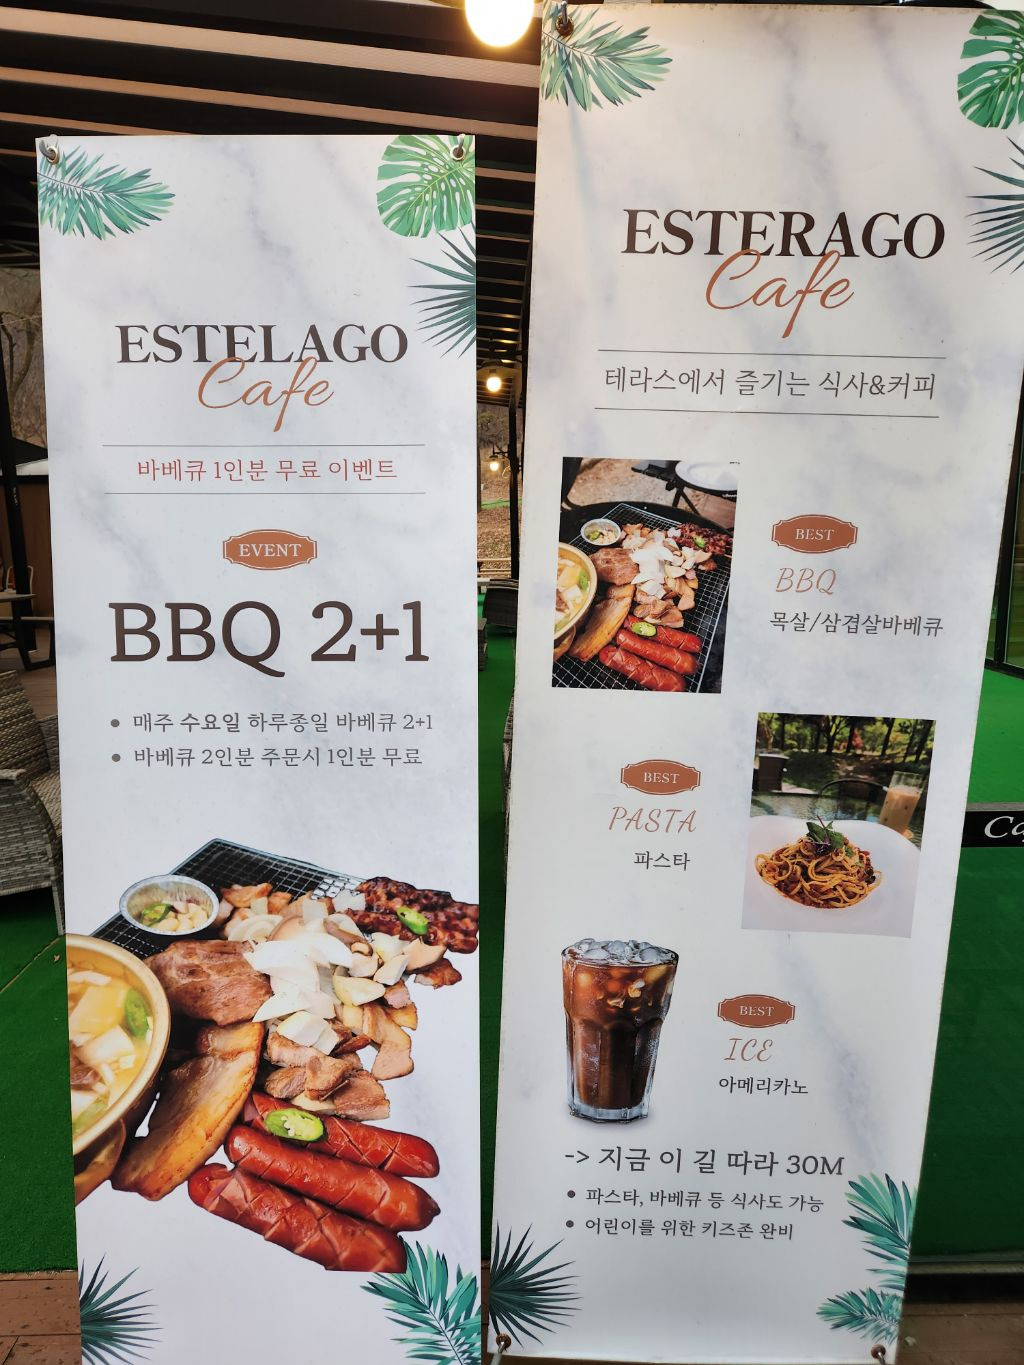 ESTELAGO
Cafe
바베큐 1인분 무료 이벤트
EVENT
BBQ 2+1
• 매주 수요일 하루종일 바베큐 2+1
• 바베큐 2인분 주문시 1인분 무료
ESTERAGO
Cafe
테라스에서 즐기는 식사&커피
BEST
BBQ
목살/삼겹살바베큐
BEST
PASTA
파스타
BEST
ICE
아메리카노
-> 지금 이 길 따라 30M
• 파스타, 바베큐 등 식사도 가능
• 어린이를 위한 키즈존 완비